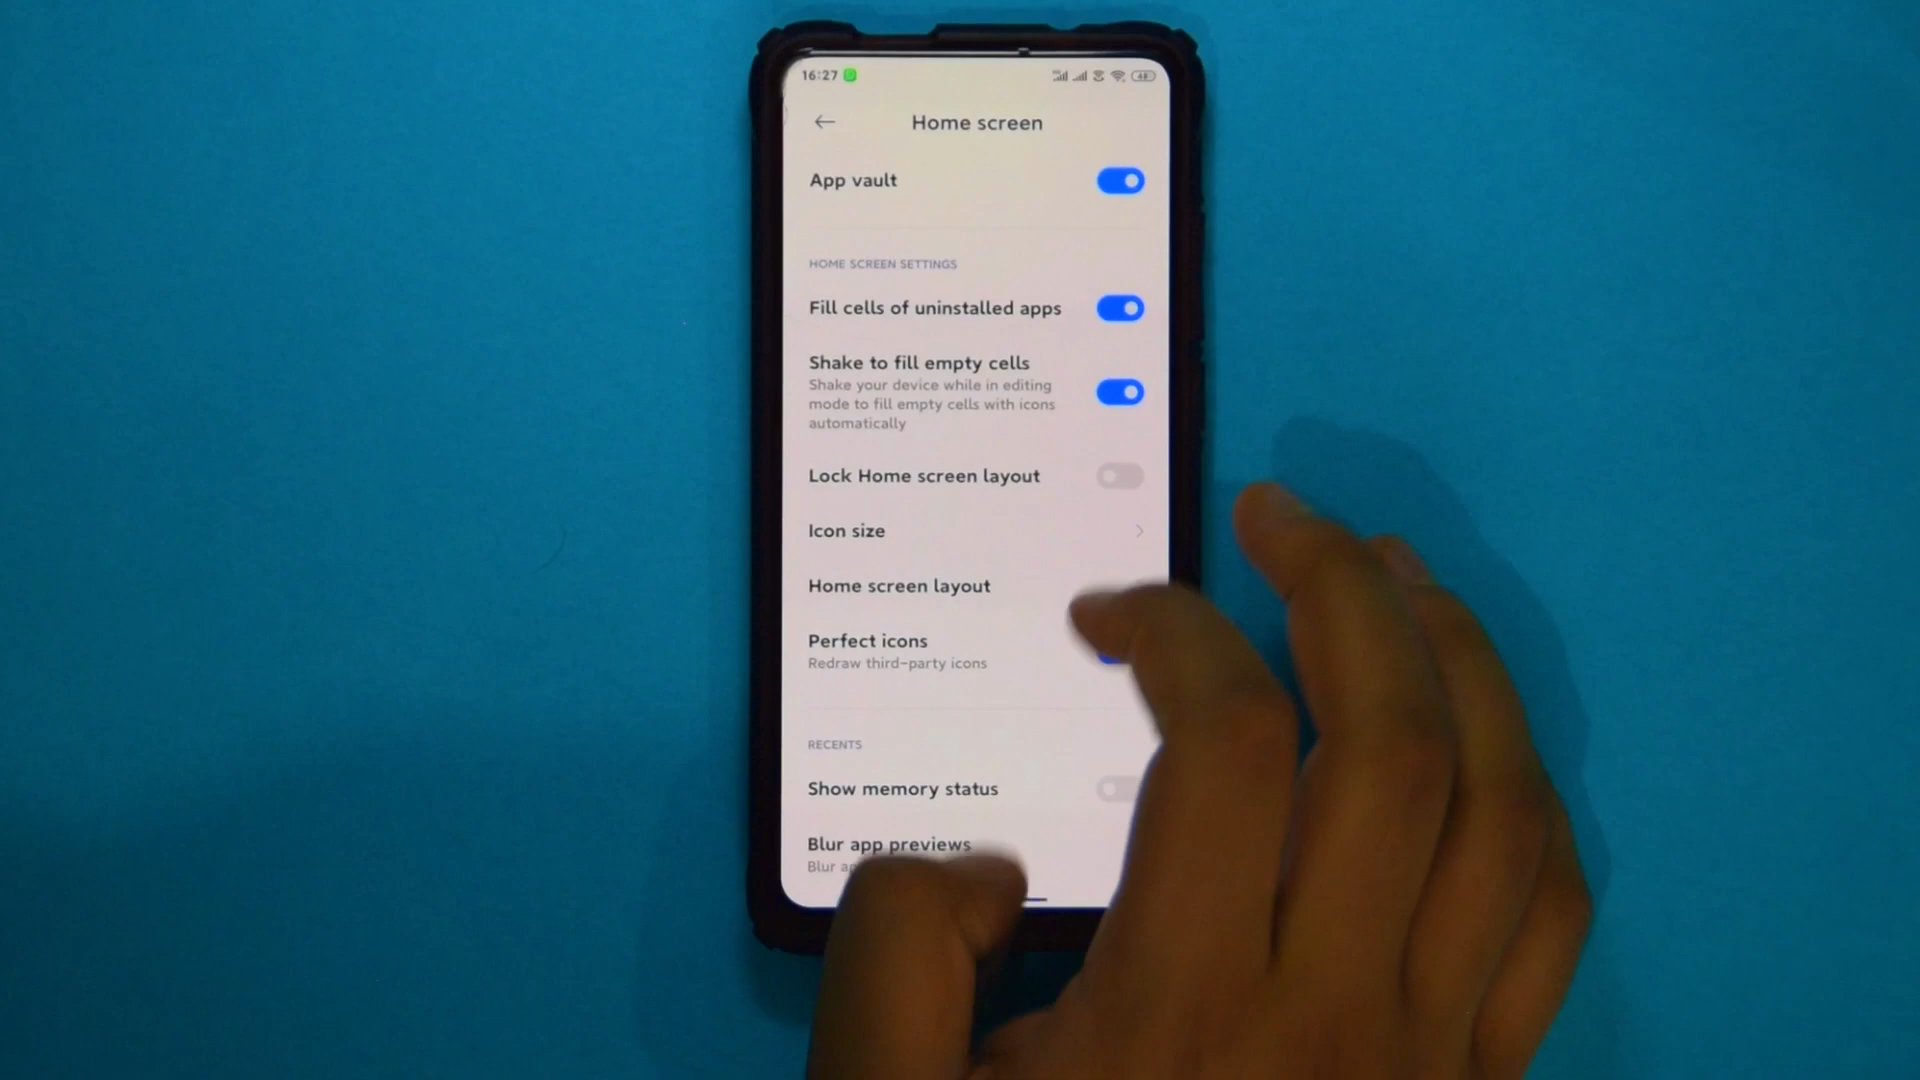 16:27
48
Home screen
App vault
HOME SCREEN SETTINGS
Fill cells of uninstalled apps
Shake to fill empty cells
Shake your device while in editing
mode to fill empty cells with icons
automatically
Lock Home screen layout
Icon size
Home screen layout
Perfect icons
Redraw third-party icons
RECENTS
Show memory status
Blur app previews
Blur